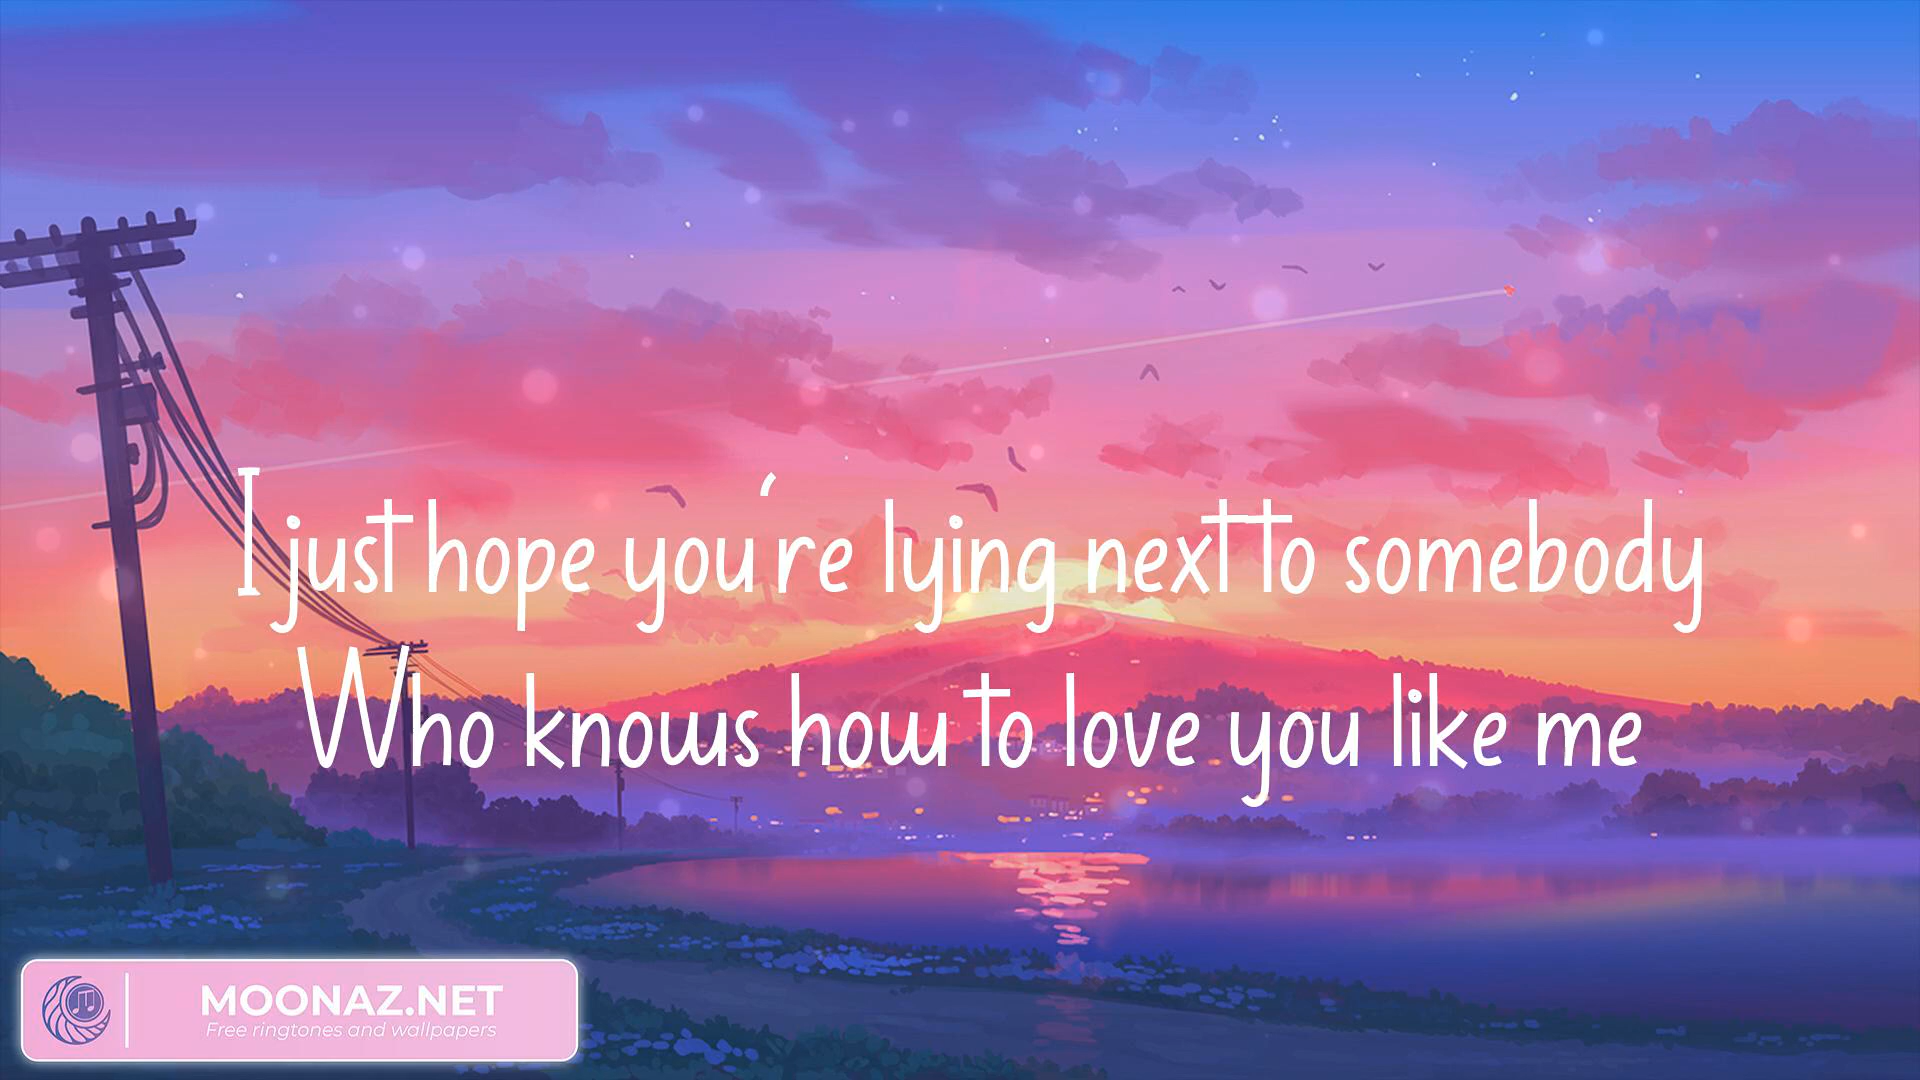 I just hope you're lying next to somebody
Who knows how to love you like me
MOONAZ.NET
Free ringtones and wallpapers